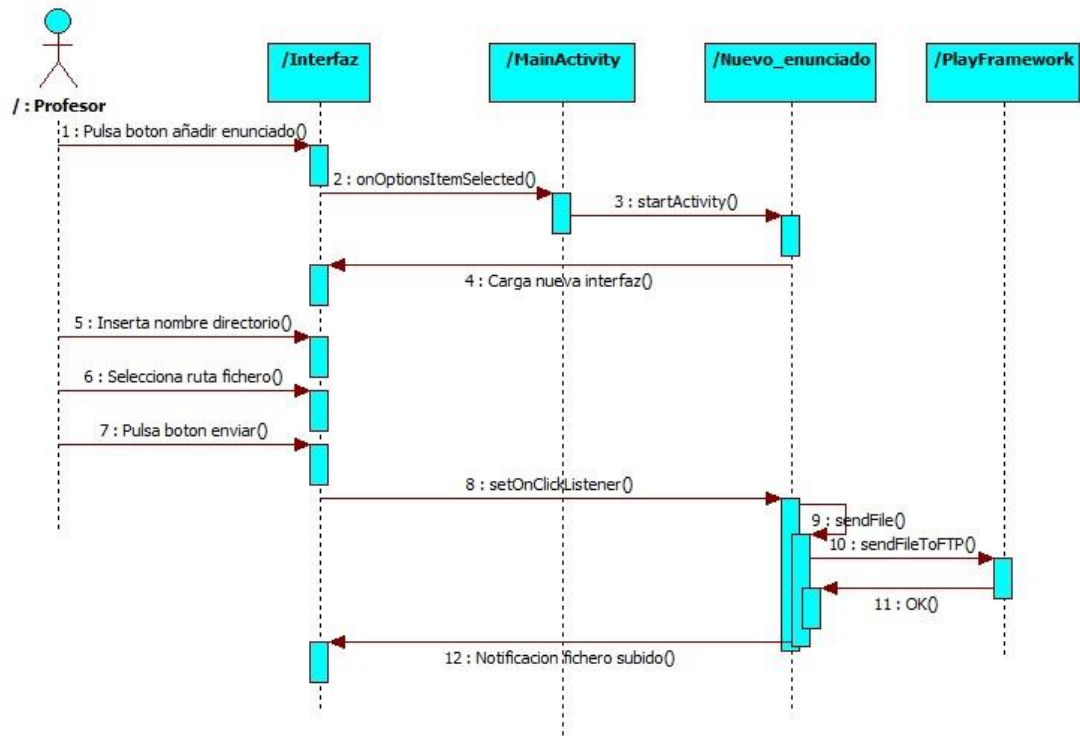 / : Profesor
/Interfaz
/MainActivity
/Nuevo_enunciado
/PlayFramework
1 : Pulsa boton añadir enunciado()
2 : onOptionsItemSelected()
3 : startActivity()
4 : Carga nueva interfaz()
5 : Inserta nombre directorio()
6 : Selecciona ruta fichero()
7 : Pulsa boton enviar()
8 : setOnClickListener()
9 : sendFile()
10 : sendFileToFTP()
11 : OK()
12 : Notificacion fichero subido()